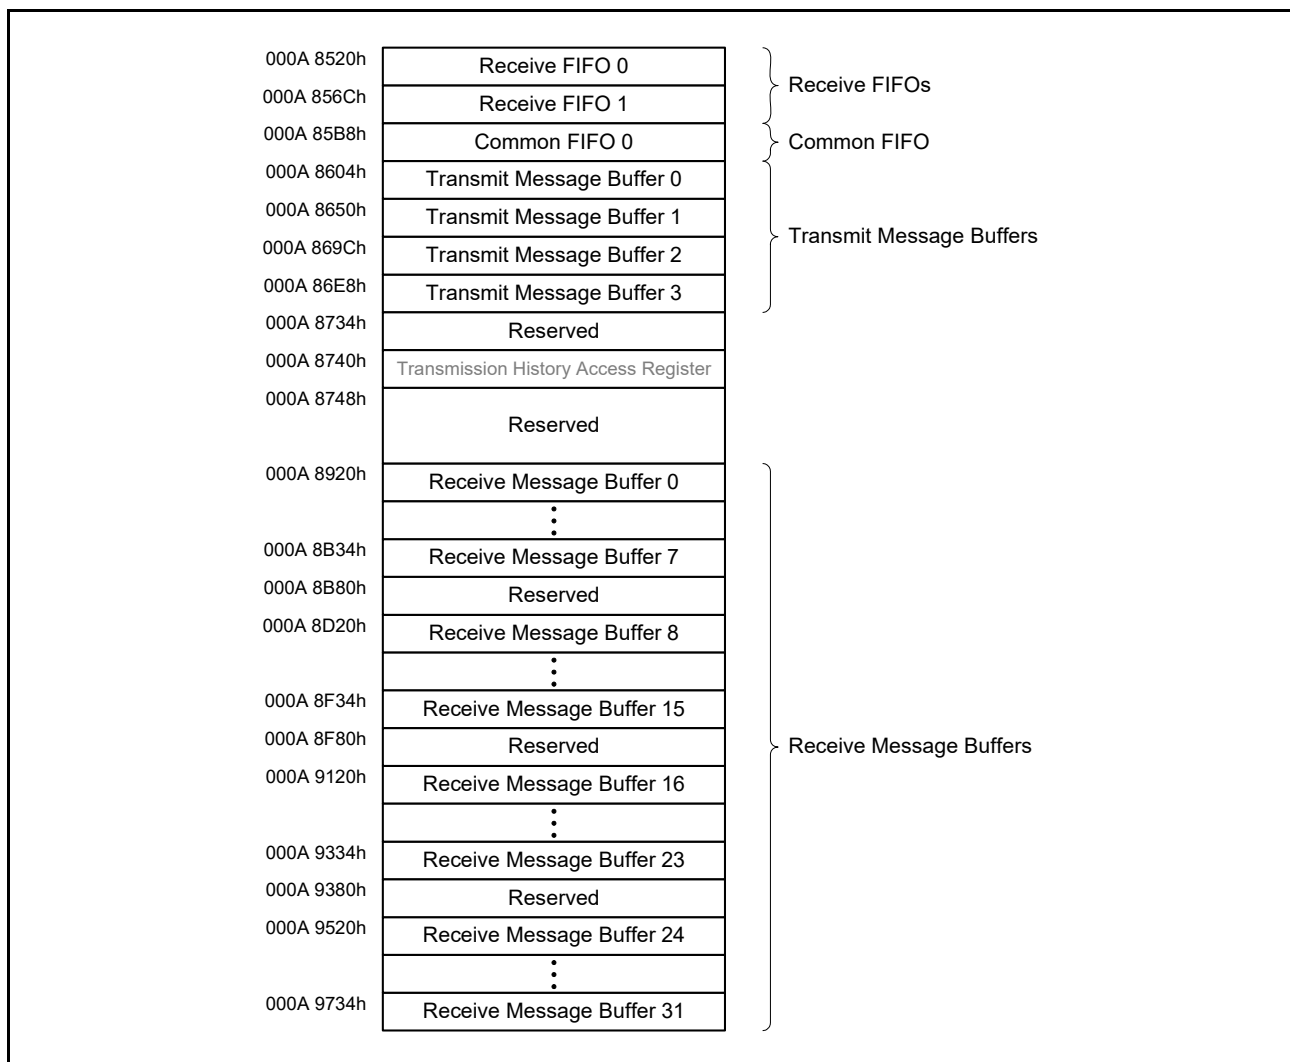 000A 8520h Receive FIFO 0
Receive FIFOs
000A 856Ch Receive FIFO 1
000A 85B8h Common FIFO 0 Common FIFO
000A 8604h Transmit Message Buffer 0
000A 8650h Transmit Message Buffer 1
Transmit Message Buffers
000A 869Ch Transmit Message Buffer 2
000A 86E8h Transmit Message Buffer 3
000A 8734h Reserved
000A 8740h Transmission History Access Register
000A 8748h Reserved
000A 8920h Receive Message Buffer 0
000A 8B34h Receive Message Buffer 7
000A 8B80h Reserved
000A 8D20h Receive Message Buffer 8
000A 8F34h Receive Message Buffer 15
000A 8F80h Reserved Receive Message Buffers
000A 9120h Receive Message Buffer 16
000A 9334h Receive Message Buffer 23
000A 9380h Reserved
000A 9520h Receive Message Buffer 24
000A 9734h Receive Message Buffer 31